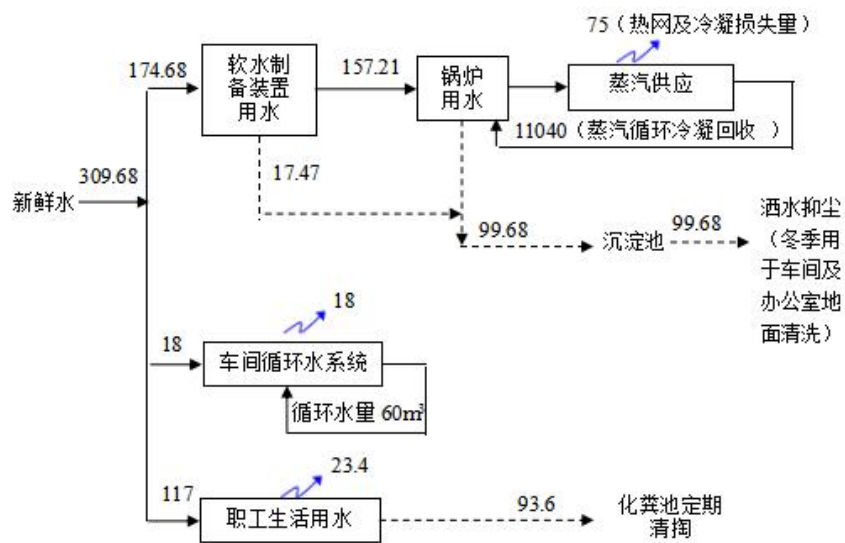 75（热网及冷凝损失量）
174.68
软水制
备装置
用水
157.21
锅炉
用水
蒸汽供应
11040（蒸汽循环冷凝回收 ）
17.47
309.68
新鲜水
99.68
沉淀池
99.68
洒水抑尘
（冬季用
于车间及
办公室地
面清洗）
18
18
车间循环水系统
循环水量 60m³
23.4
117
职工生活用水
93.6
化粪池定期
清掏